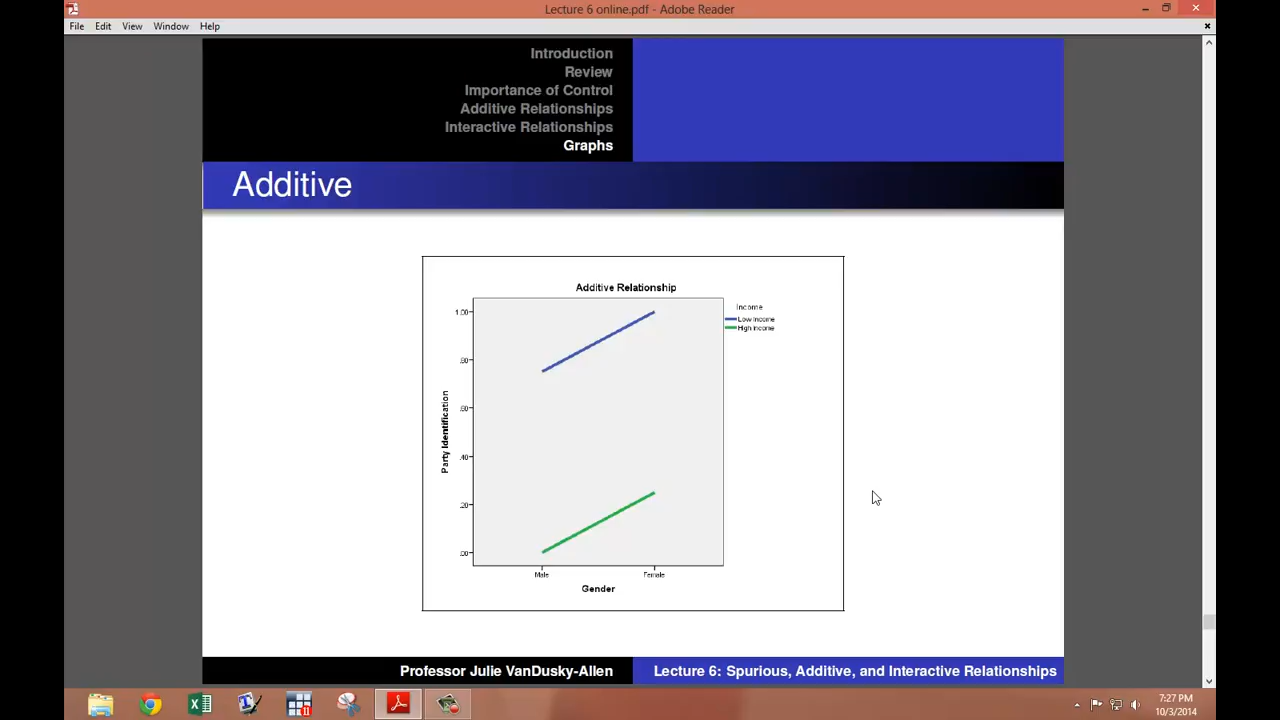 Lecture 6 online.pdf - Adobe Reader
File Edit View Window Help
Introduction
Review
Importance of Control
Additive Relationships
Interactive Relationships
Graphs
Additive
Additive Relationship
Income
Low Income
High Income
1.00
.80
.60
.40
.20
.00
Party Identification
Male Female
Gender
Professor Julie VanDusky-Allen
Lecture 6: Spurious, Additive, and Interactive Relationships
7:27 PM
10/3/2014